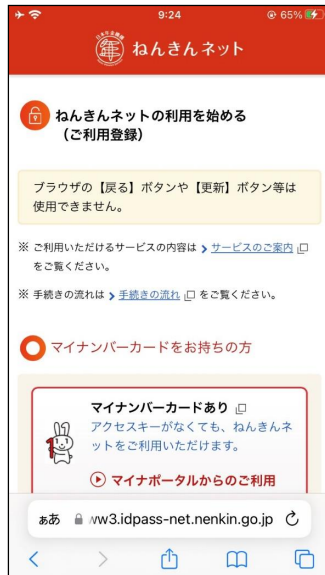 9:24
65%
日本年金機構
年
ねんきんネット
ねんきんネットの利用を始める
(ご利用登録)
ブラウザの【戻る】ボタンや【更新】ボタン等は
使用できません。
※ ご利用いただけるサービスの内容は サービスのご案内
をご覧ください。
※ 手続きの流れは 手続きの流れ をご覧ください。
マイナンバーカードをお持ちの方
マイナンバーカードあり
アクセスキーがなくても、ねんきんネ
ットをご利用いただけます。
マイナポータルからのご利用
ぁあ ww3.idpass-net.nenkin.go.jp